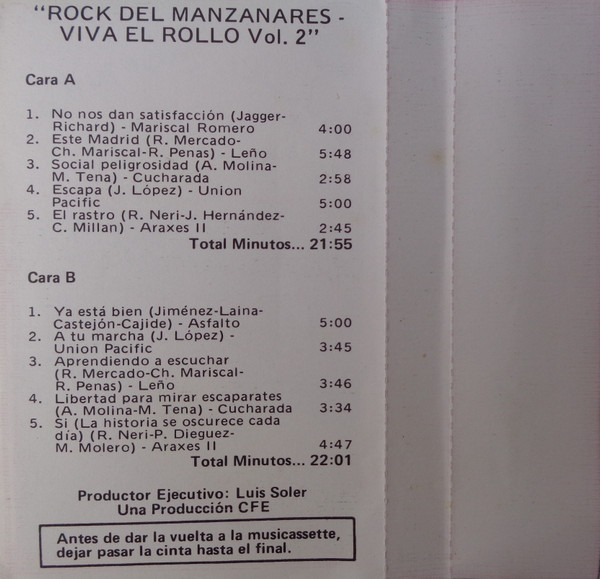 "ROCK DEL MANZANARES -
VIVA EL ROLLO Vol. 2"
Cara A
1. No nos dan satisfacción (Jagger-
Richard) - Mariscal Romero 4:00
2. Este Madrid (R. Mercado-
Ch. Mariscal-R. Penas) - Leño 5:48
3. Social peligrosidad (A. Molina-
M. Tena) - Cucharada 2:58
4. Escapa (J. López) - Union
Pacific 5:00
5. El rastro (R. Neri-J. Hernández-
C. Millan) - Araxes II 2:45
Total Minutos... 21:55
Cara B
1. Ya está bien (Jiménez-Laina-
Castejón-Cajide) - Asfalto 5:00
2. A tu marcha (J. López) -
Union Pacific 3:45
3. Aprendiendo a escuchar
(R. Mercado-Ch. Mariscal-
R. Penas) - Leño 3:46
4. Libertad para mirar escaparates
(A. Molina-M. Tena) - Cucharada 3:34
5. Si (La historia se oscurece cada
día) (R. Neri-P. Dieguez-
M. Molero) - Araxes II 4:47
Total Minutos... 22:01
Productor Ejecutivo: Luis Soler
Una Producción CFE
Antes de dar la vuelta a la musicassette,
dejar pasar la cinta hasta el final.